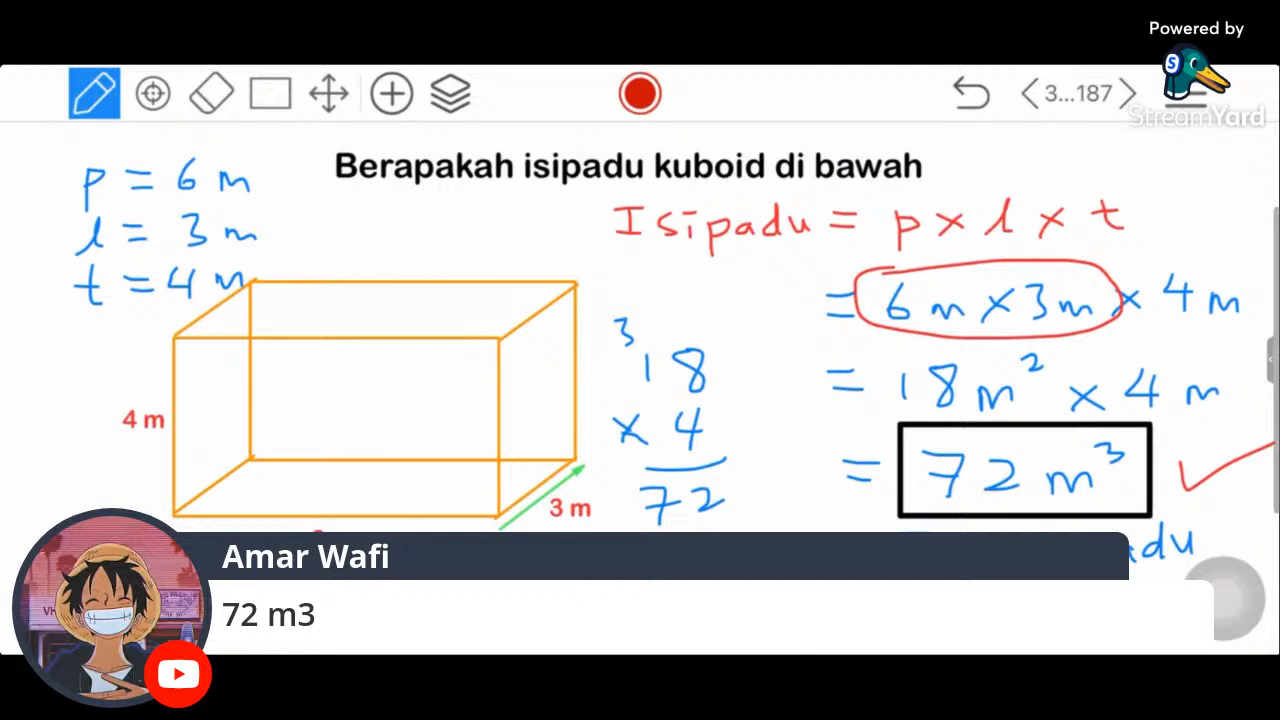 Powered by
StreamYard
3...187
Berapakah isipadu kuboid di bawah
p = 6 m
l = 3 m
t = 4 m
Isipadu = p × l × t
= 6 m × 3 m × 4 m
= 18 m² × 4 m
= 72 m³
3
18
× 4
72
4 m
3 m
Amar Wafi
72 m3